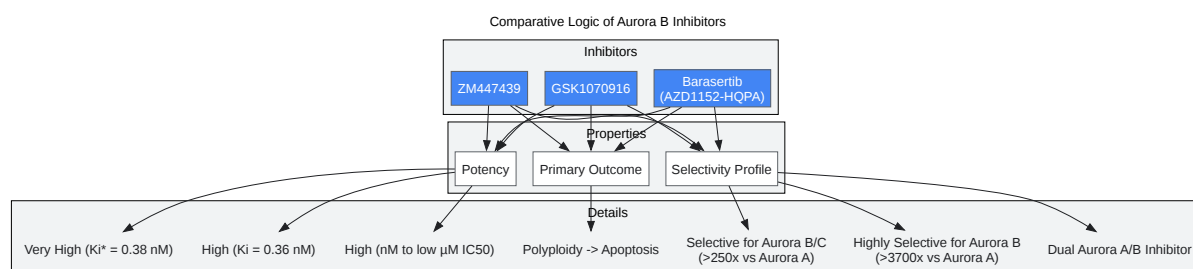 Comparative Logic of Aurora B Inhibitors
Inhibitors
ZM447439
GSK1070916
Barasertib
(AZD1152-HQPA)
Properties
Potency
Primary Outcome
Selectivity Profile
Details
Very High (Ki* = 0.38 nM)
High (Ki = 0.36 nM)
High (nM to low µM IC50)
Polyploidy -> Apoptosis
Selective for Aurora B/C
(>250x vs Aurora A)
Highly Selective for Aurora B
(>3700x vs Aurora A)
Dual Aurora A/B Inhibitor